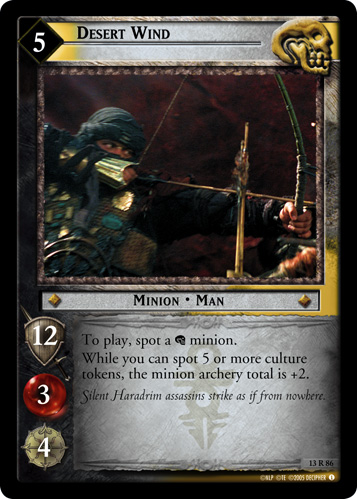 5
DESERT WIND
MINION • MAN
12
To play, spot a minion.
While you can spot 5 or more culture
tokens, the minion archery total is +2.
3
Silent Haradrim assassins strike as if from nowhere.
4
13 R 86
©NLP ©TE ©2005 DECIPHER